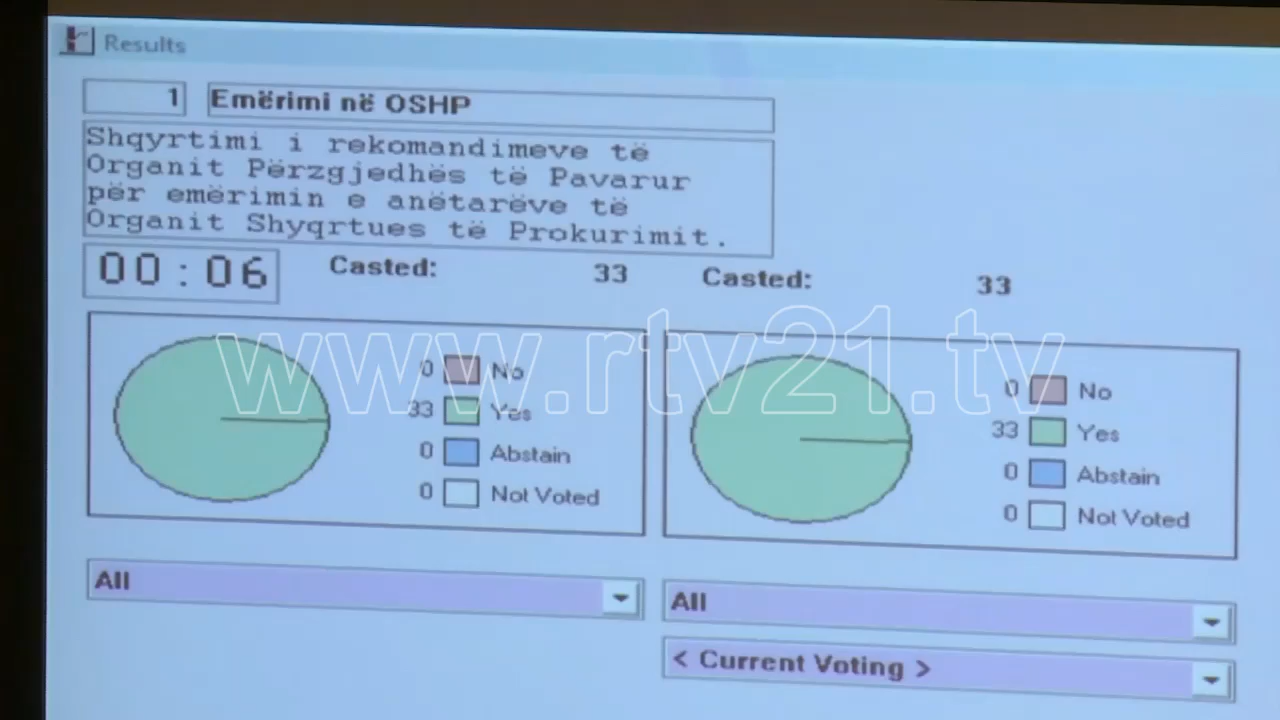 Results
1 Emërimi në OSHP
Shqyrtimi i rekomandimeve të
Organit Përzgjedhës të Pavarur
për emërimin e anëtarëve të
Organit Shyqrtues të Prokurimit.
00:06 Casted: 33 Casted: 33
www.rtv21.tv
0 No 0 No
33 Yes 33 Yes
0 Abstain 0 Abstain
0 Not Voted 0 Not Voted
All All
< Current Voting >